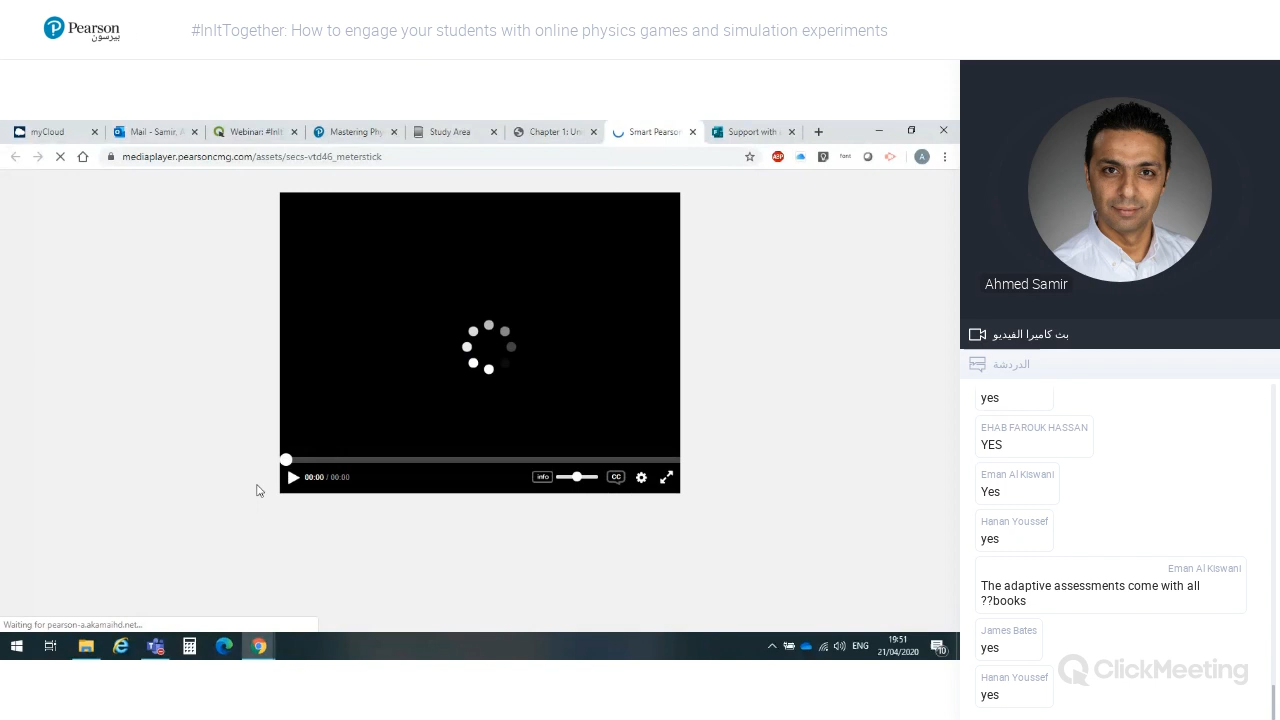 Pearson
بيرسون
#InItTogether: How to engage your students with online physics games and simulation experiments
myCloud
Mail - Samir, A
Webinar: #InIt
Mastering Phy
Study Area
Chapter 1: Un
Smart Pearson
Support with
mediaplayer.pearsoncmg.com/assets/secs-vtd46_meterstick
ABP
font
A
00:00 / 00:00
info
CC
Waiting for pearson-a.akamaihd.net...
ENG
19:51
21/04/2020
10
Ahmed Samir
بث كاميرا الفيديو
الدردشة
yes
EHAB FAROUK HASSAN
YES
Eman Al Kiswani
Yes
Hanan Youssef
yes
Eman Al Kiswani
The adaptive assessments come with all
??books
James Bates
yes
Hanan Youssef
yes
ClickMeeting